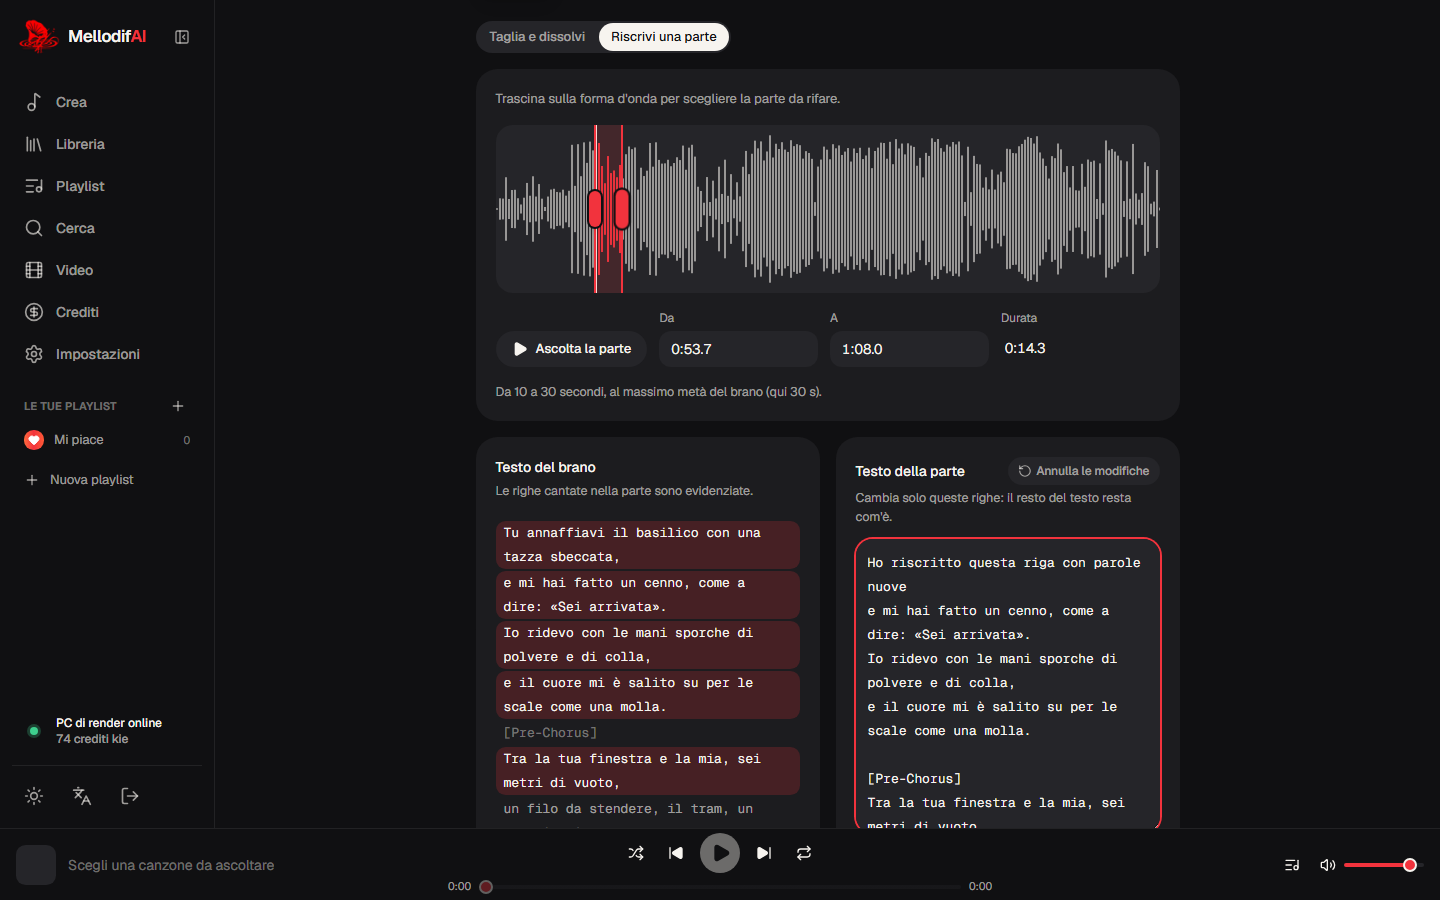 MellodifAI
Crea
Libreria
Playlist
Cerca
Video
Crediti
Impostazioni
LE TUE PLAYLIST
Mi piace 0
Nuova playlist
PC di render online
74 crediti kie
Taglia e dissolvi Riscrivi una parte
Trascina sulla forma d'onda per scegliere la parte da rifare.
Da A Durata
Ascolta la parte 0:53.7 1:08.0 0:14.3
Da 10 a 30 secondi, al massimo metà del brano (qui 30 s).
Testo del brano
Le righe cantate nella parte sono evidenziate.
Tu annaffiavi il basilico con una
tazza sbeccata,
e mi hai fatto un cenno, come a
dire: «Sei arrivata».
Io ridevo con le mani sporche di
polvere e di colla,
e il cuore mi è salito su per le
scale come una molla.
[Pre-Chorus]
Tra la tua finestra e la mia, sei
metri di vuoto,
un filo da stendere, il tram, un
Testo della parte
Annulla le modifiche
Cambia solo queste righe: il resto del testo resta
com'è.
Ho riscritto questa riga con parole
nuove
e mi hai fatto un cenno, come a
dire: «Sei arrivata».
Io ridevo con le mani sporche di
polvere e di colla,
e il cuore mi è salito su per le
scale come una molla.
[Pre-Chorus]
Tra la tua finestra e la mia, sei
metri di vuoto
Scegli una canzone da ascoltare
0:00 0:00